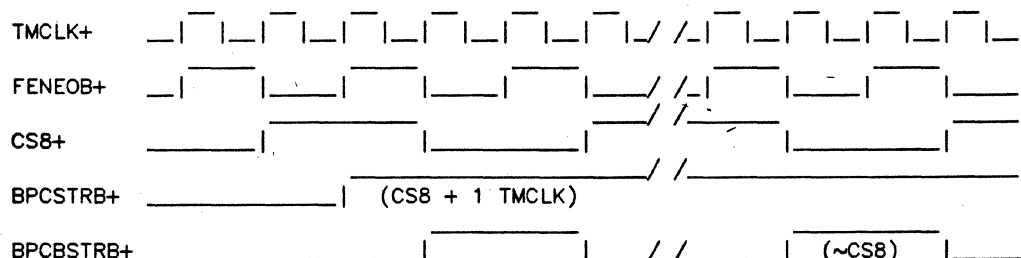 TMCLK+
FENEOB+
CS8+
BPCSTRB+ (CS8 + 1 TMCLK)
BPCBSTRB+ (~CS8)